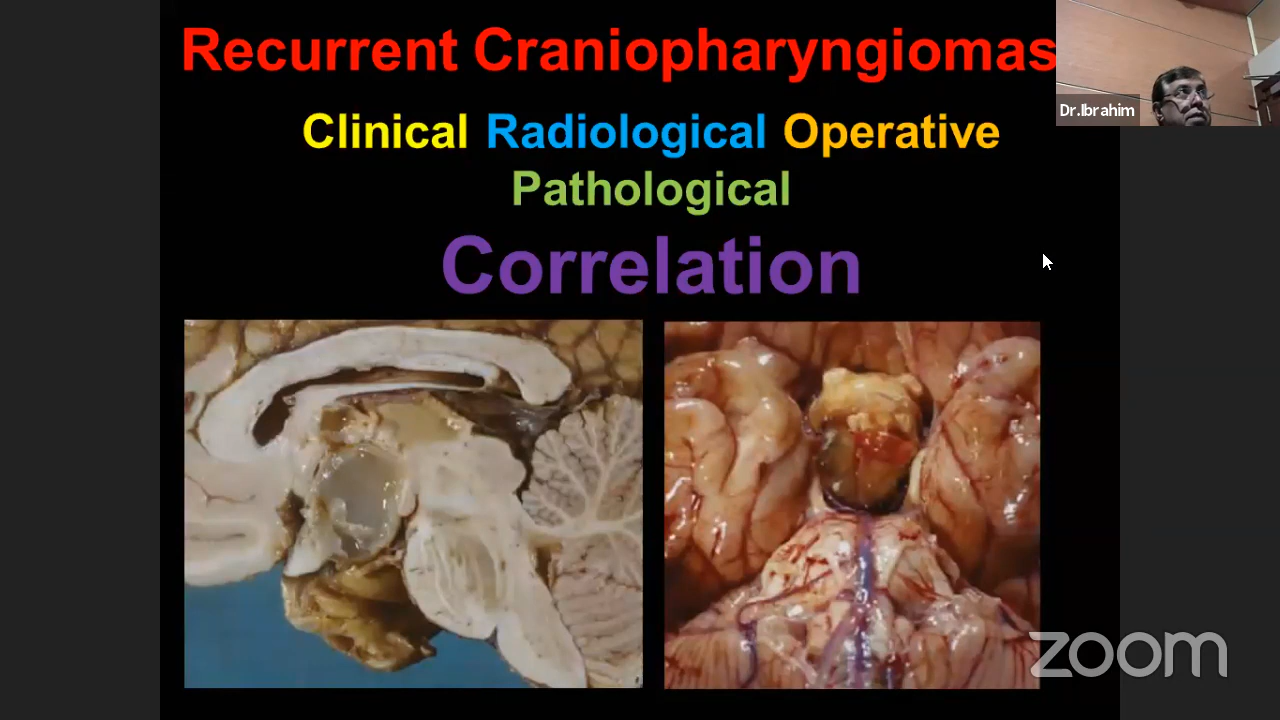 Recurrent Craniopharyngiomas
Dr.Ibrahim
Clinical Radiological Operative
Pathological
Correlation
zoom